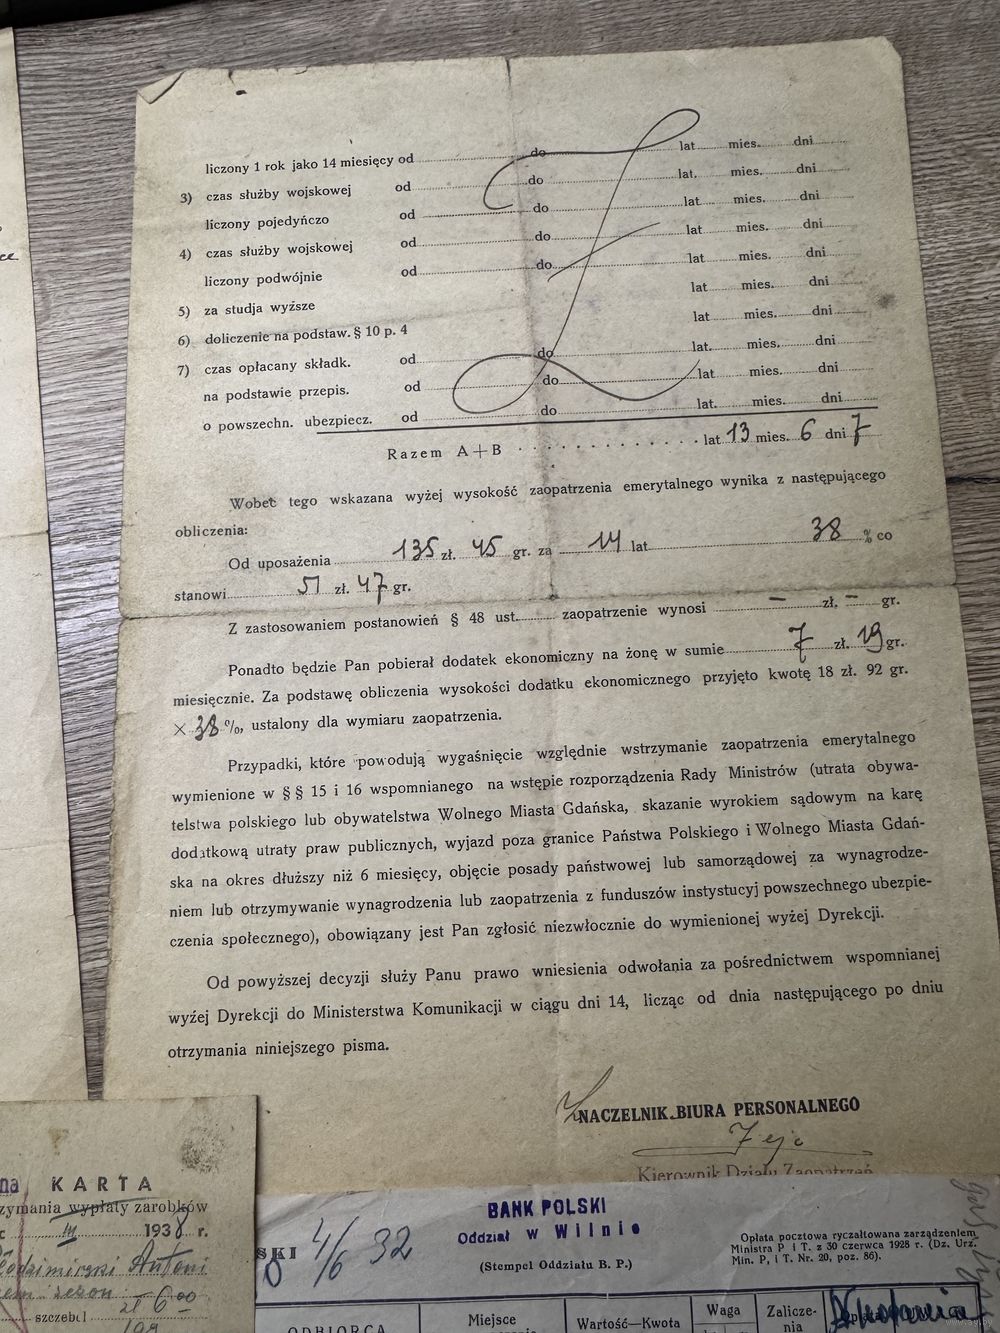 liczony 1 rok jako 14 miesięcy od do lat mies. dni
3) czas służby wojskowej od do lat. mies. dni
liczony pojedyńczo od do lat mies. dni
4) czas służby wojskowej od do lat mies. dni
liczony podwójnie od do lat mies. dni
5) za studja wyższe lat mies. dni
6) doliczenie na podstaw. § 10 p. 4 lat mies. dni
7) czas opłacany składk. od do lat. mies. dni
na podstawie przepis. od do lat mies. dni
o powszechn. ubezpiecz. od do lat. mies. dni
Razem A+B lat 13 mies. 6 dni 7
Wobec tego wskazana wyżej wysokość zaopatrzenia emerytalnego wynika z następującego
obliczenia:
Od uposażenia 135 zł. 45 gr. za 14 lat 38 % co
stanowi 51 zł. 47 gr.
Z zastosowaniem postanowień § 48 ust. zaopatrzenie wynosi – zł. – gr.
Ponadto będzie Pan pobierał dodatek ekonomiczny na żonę w sumie 7 zł. 19 gr.
miesięcznie. Za podstawę obliczenia wysokości dodatku ekonomicznego przyjęto kwotę 18 zł. 92 gr.
× 38 %, ustalony dla wymiaru zaopatrzenia.
Przypadki, które powodują wygaśnięcie względnie wstrzymanie zaopatrzenia emerytalnego
wymienione w § § 15 i 16 wspomnianego na wstępie rozporządzenia Rady Ministrów (utrata obywa-
telstwa polskiego lub obywatelstwa Wolnego Miasta Gdańska, skazanie wyrokiem sądowym na karę
dodatkową utraty praw publicznych, wyjazd poza granice Państwa Polskiego i Wolnego Miasta Gdań-
ska na okres dłuższy niż 6 miesięcy, objęcie posady państwowej lub samorządowej za wynagrodze-
niem lub otrzymywanie wynagrodzenia lub zaopatrzenia z funduszów instystucyj powszechnego ubezpie-
czenia społecznego), obowiązany jest Pan zgłosić niezwłocznie do wymienionej wyżej Dyrekcji.
Od powyższej decyzji służy Panu prawo wniesienia odwołania za pośrednictwem wspomnianej
wyżej Dyrekcji do Ministerstwa Komunikacji w ciągu dni 14, licząc od dnia następującego po dniu
otrzymania niniejszego pisma.
NACZELNIK BIURA PERSONALNEGO
Kierownik Działu Zaopatrzeń
KARTA
zymania wypłaty zarobków
III 1938 r.
Antoni
szczebel zł 6.00
BANK POLSKI
Oddział w Wilnie
SKI 4/6 32
(Stempel Oddziału B. P.)
Opłata pocztowa ryczałtowana zarządzeniem
Ministra P i T. z 30 czerwca 1928 r. (Dz. Urz.
Min. P, i T. Nr. 20, poz. 86).
ODBIORCA Miejsce Wartość—Kwota Waga Zalicze-
nia